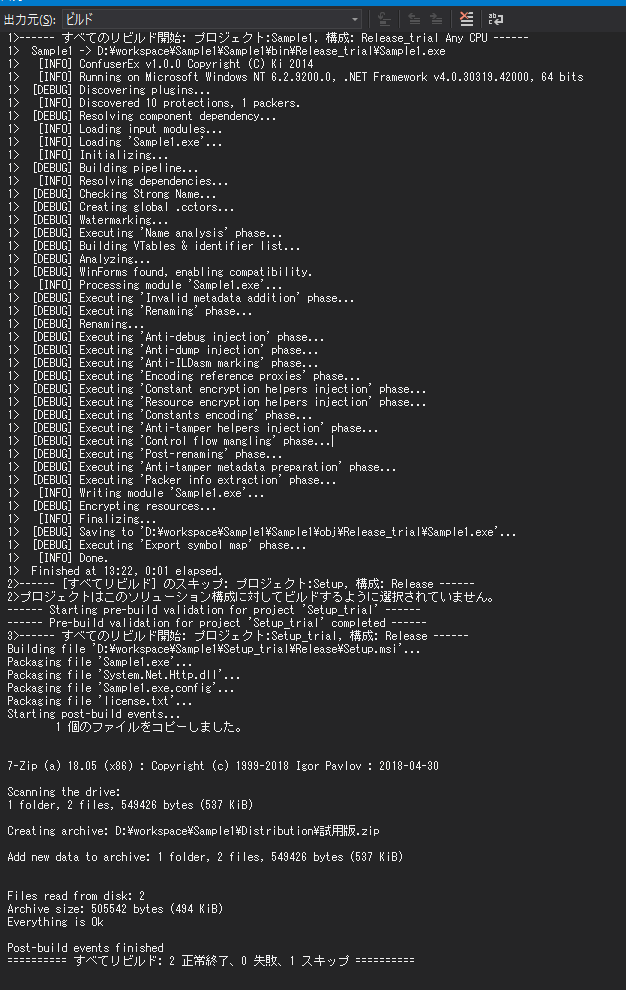 出力元(S): ビルド
1>------ すべてのリビルド開始: プロジェクト:Sample1, 構成: Release_trial Any CPU ------
1>  Sample1 -> D:¥workspace¥Sample1¥Sample1¥bin¥Release_trial¥Sample1.exe
1>   [INFO] ConfuserEx v1.0.0 Copyright (C) Ki 2014
1>   [INFO] Running on Microsoft Windows NT 6.2.9200.0, .NET Framework v4.0.30319.42000, 64 bits
1>  [DEBUG] Discovering plugins...
1>   [INFO] Discovered 10 protections, 1 packers.
1>  [DEBUG] Resolving component dependency...
1>   [INFO] Loading input modules...
1>   [INFO] Loading 'Sample1.exe'...
1>   [INFO] Initializing...
1>  [DEBUG] Building pipeline...
1>   [INFO] Resolving dependencies...
1>  [DEBUG] Checking Strong Name...
1>  [DEBUG] Creating global .cctors...
1>  [DEBUG] Watermarking...
1>  [DEBUG] Executing 'Name analysis' phase...
1>  [DEBUG] Building VTables & identifier list...
1>  [DEBUG] Analyzing...
1>  [DEBUG] WinForms found, enabling compatibility.
1>   [INFO] Processing module 'Sample1.exe'...
1>  [DEBUG] Executing 'Invalid metadata addition' phase...
1>  [DEBUG] Executing 'Renaming' phase...
1>  [DEBUG] Renaming...
1>  [DEBUG] Executing 'Anti-debug injection' phase...
1>  [DEBUG] Executing 'Anti-dump injection' phase...
1>  [DEBUG] Executing 'Anti-ILDasm marking' phase...
1>  [DEBUG] Executing 'Encoding reference proxies' phase...
1>  [DEBUG] Executing 'Constant encryption helpers injection' phase...
1>  [DEBUG] Executing 'Resource encryption helpers injection' phase...
1>  [DEBUG] Executing 'Constants encoding' phase...
1>  [DEBUG] Executing 'Anti-tamper helpers injection' phase...
1>  [DEBUG] Executing 'Control flow mangling' phase...
1>  [DEBUG] Executing 'Post-renaming' phase...
1>  [DEBUG] Executing 'Anti-tamper metadata preparation' phase...
1>  [DEBUG] Executing 'Packer info extraction' phase...
1>   [INFO] Writing module 'Sample1.exe'...
1>  [DEBUG] Encrypting resources...
1>   [INFO] Finalizing...
1>  [DEBUG] Saving to 'D:¥workspace¥Sample1¥Sample1¥obj¥Release_trial¥Sample1.exe'...
1>  [DEBUG] Executing 'Export symbol map' phase...
1>   [INFO] Done.
1>  Finished at 13:22, 0:01 elapsed.
2>------ [すべてリビルド] のスキップ: プロジェクト:Setup, 構成: Release ------
2>プロジェクトはこのソリューション構成に対してビルドするように選択されていません。
------ Starting pre-build validation for project 'Setup_trial' ------
------ Pre-build validation for project 'Setup_trial' completed ------
3>------ すべてのリビルド開始: プロジェクト:Setup_trial, 構成: Release ------
Building file 'D:¥workspace¥Sample1¥Setup_trial¥Release¥Setup.msi'...
Packaging file 'Sample1.exe'...
Packaging file 'System.Net.Http.dll'...
Packaging file 'Sample1.exe.config'...
Packaging file 'license.txt'...
Starting post-build events...
        1 個のファイルをコピーしました。
7-Zip (a) 18.05 (x86) : Copyright (c) 1999-2018 Igor Pavlov : 2018-04-30
Scanning the drive:
1 folder, 2 files, 549426 bytes (537 KiB)
Creating archive: D:¥workspace¥Sample1¥Distribution¥試用版.zip
Add new data to archive: 1 folder, 2 files, 549426 bytes (537 KiB)
Files read from disk: 2
Archive size: 505542 bytes (494 KiB)
Everything is Ok
Post-build events finished
========== すべてリビルド: 2 正常終了、0 失敗、1 スキップ ==========